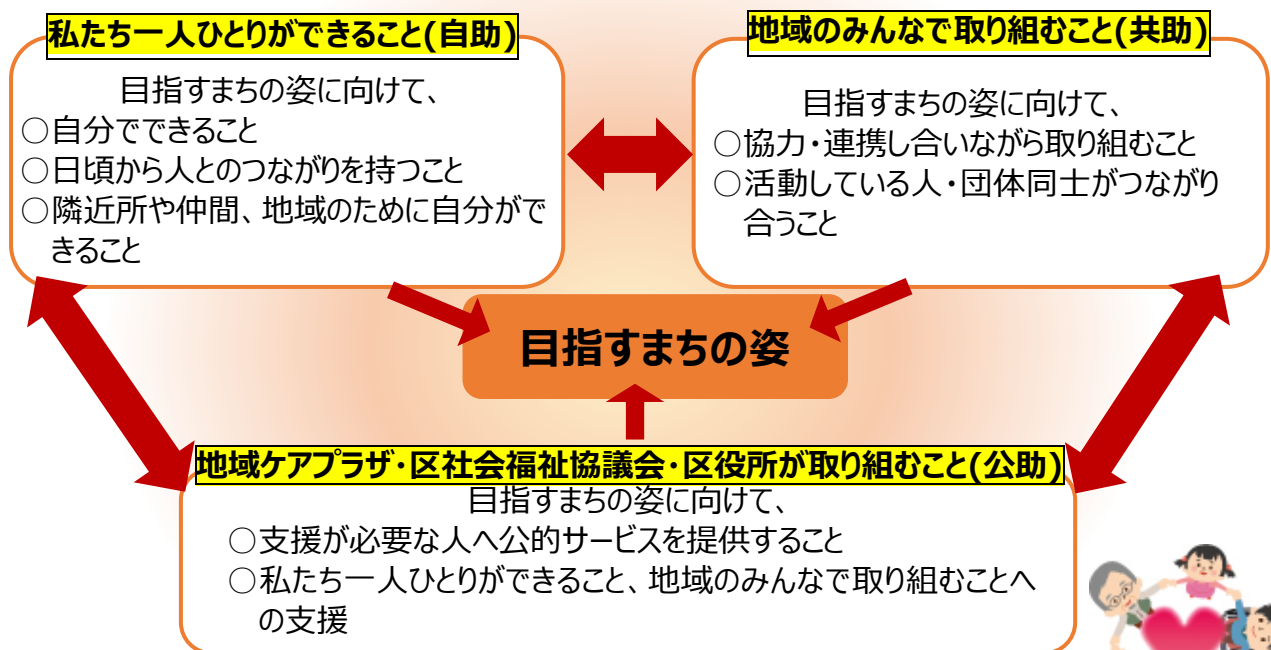 私たち一人ひとりができること(自助)
目指すまちの姿に向けて、
○自分でできること
○日頃から人とのつながりを持つこと
○隣近所や仲間、地域のために自分がで
きること
地域のみんなで取り組むこと(共助)
目指すまちの姿に向けて、
○協力・連携し合いながら取り組むこと
○活動している人・団体同士がつながり
合うこと
目指すまちの姿
地域ケアプラザ・区社会福祉協議会・区役所が取り組むこと(公助)
目指すまちの姿に向けて、
○支援が必要な人へ公的サービスを提供すること
○私たち一人ひとりができること、地域のみんなで取り組むことへ
の支援